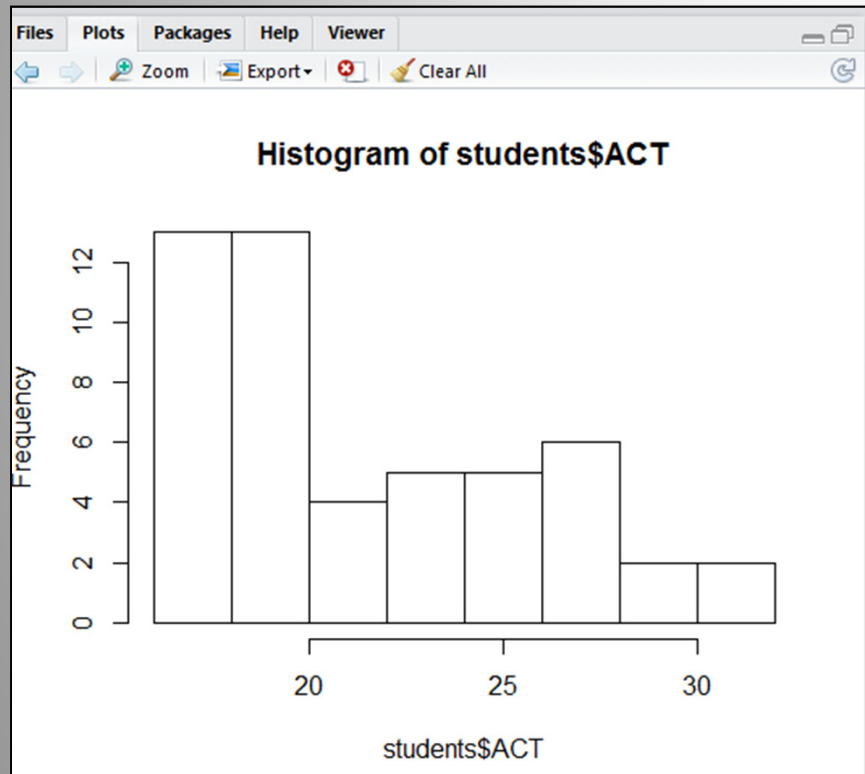 Files Plots Packages Help Viewer
Zoom Export Clear All
Histogram of students$ACT
Frequency
12
10
8
6
4
2
0
20 25 30
students$ACT